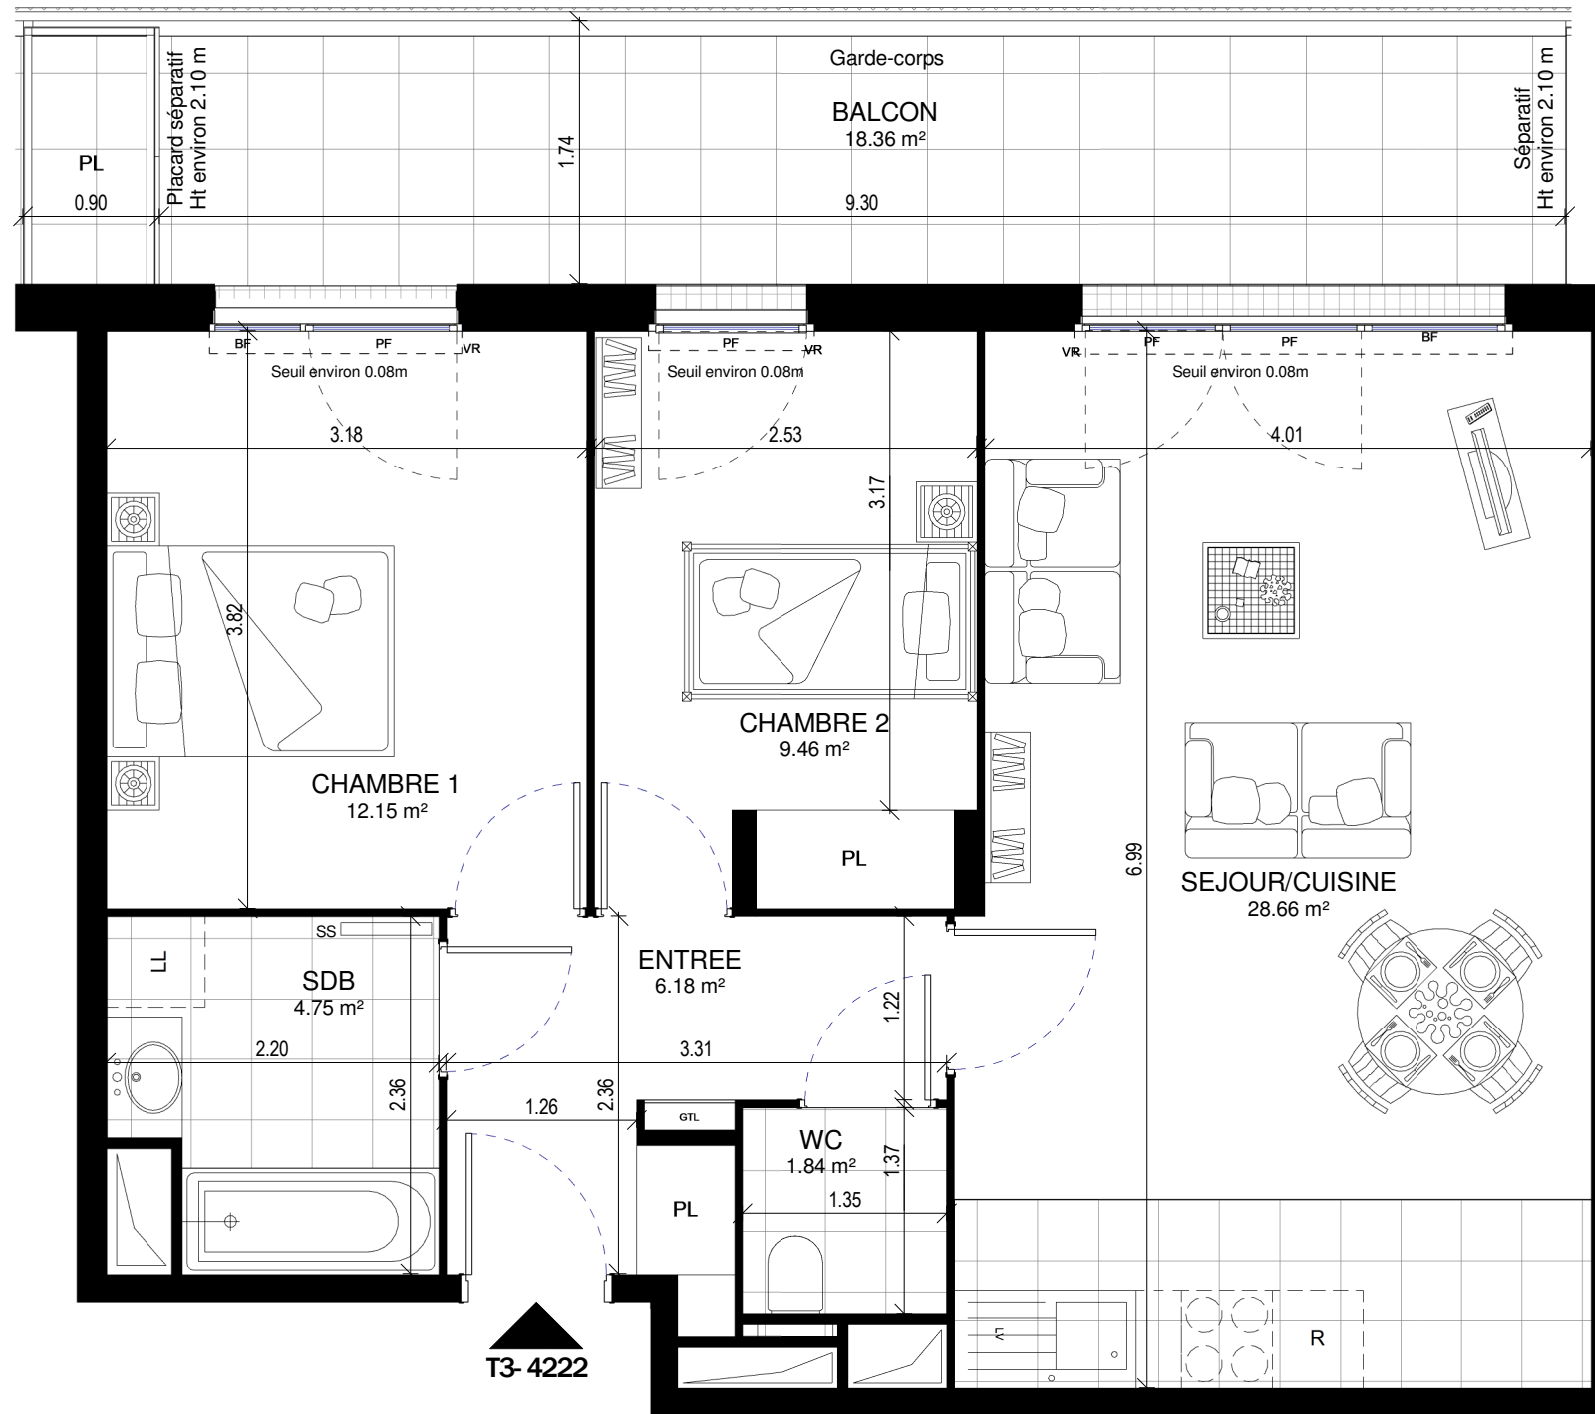 Garde-corps
BALCON
18.36 m²
1.74
Placard séparatif
Ht environ 2.10 m
Séparatif
Ht environ 2.10 m
PL
0.90
9.30
BF
PF
VR
Seuil environ 0.08m
PF
VR
Seuil environ 0.08m
VR
PF
PF
BF
Seuil environ 0.08m
3.18
2.53
4.01
3.17
3.82
CHAMBRE 2
9.46 m²
CHAMBRE 1
12.15 m²
PL
6.99
SEJOUR/CUISINE
28.66 m²
SS
LL
SDB
4.75 m²
ENTREE
6.18 m²
1.22
2.20
3.31
2.36
2.36
1.26
GTL
WC
1.84 m²
1.37
1.35
PL
LV
R
T3-4222